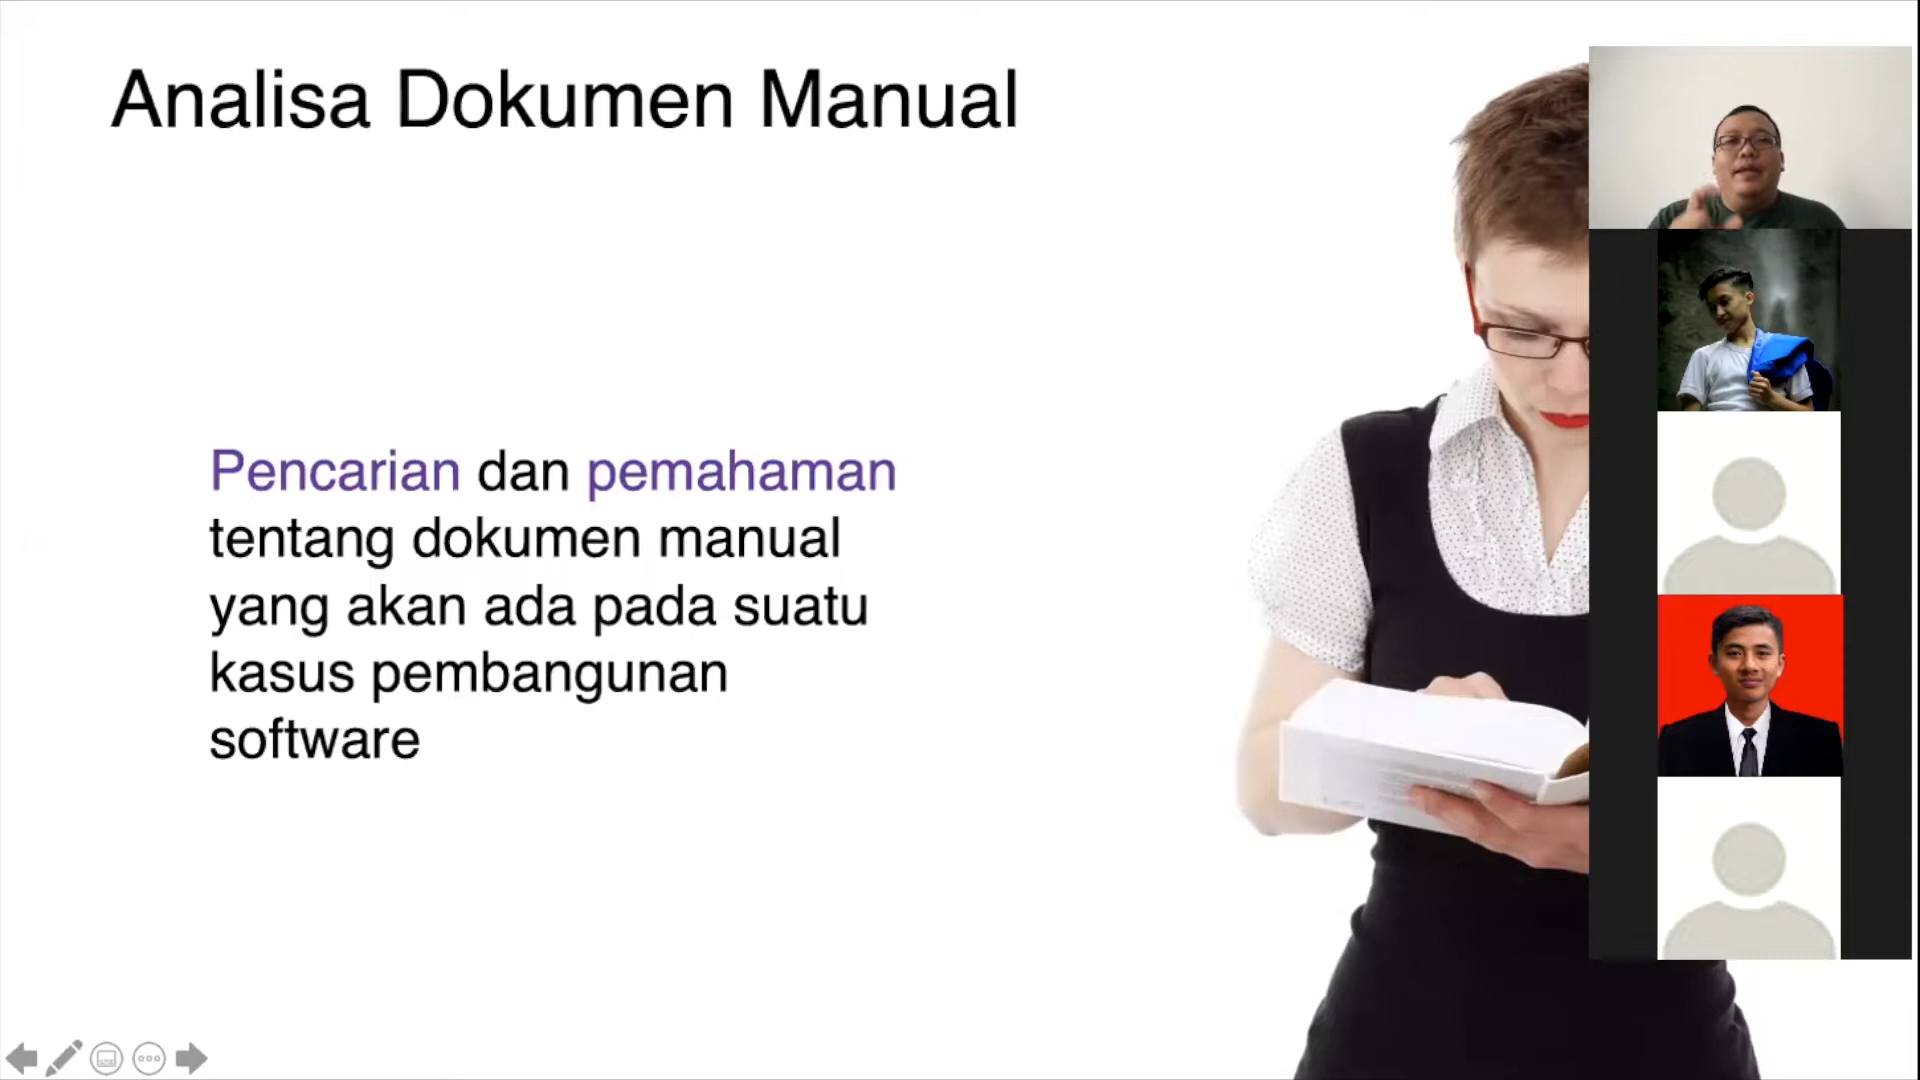 Analisa Dokumen Manual
Pencarian dan pemahaman
tentang dokumen manual
yang akan ada pada suatu
kasus pembangunan
software